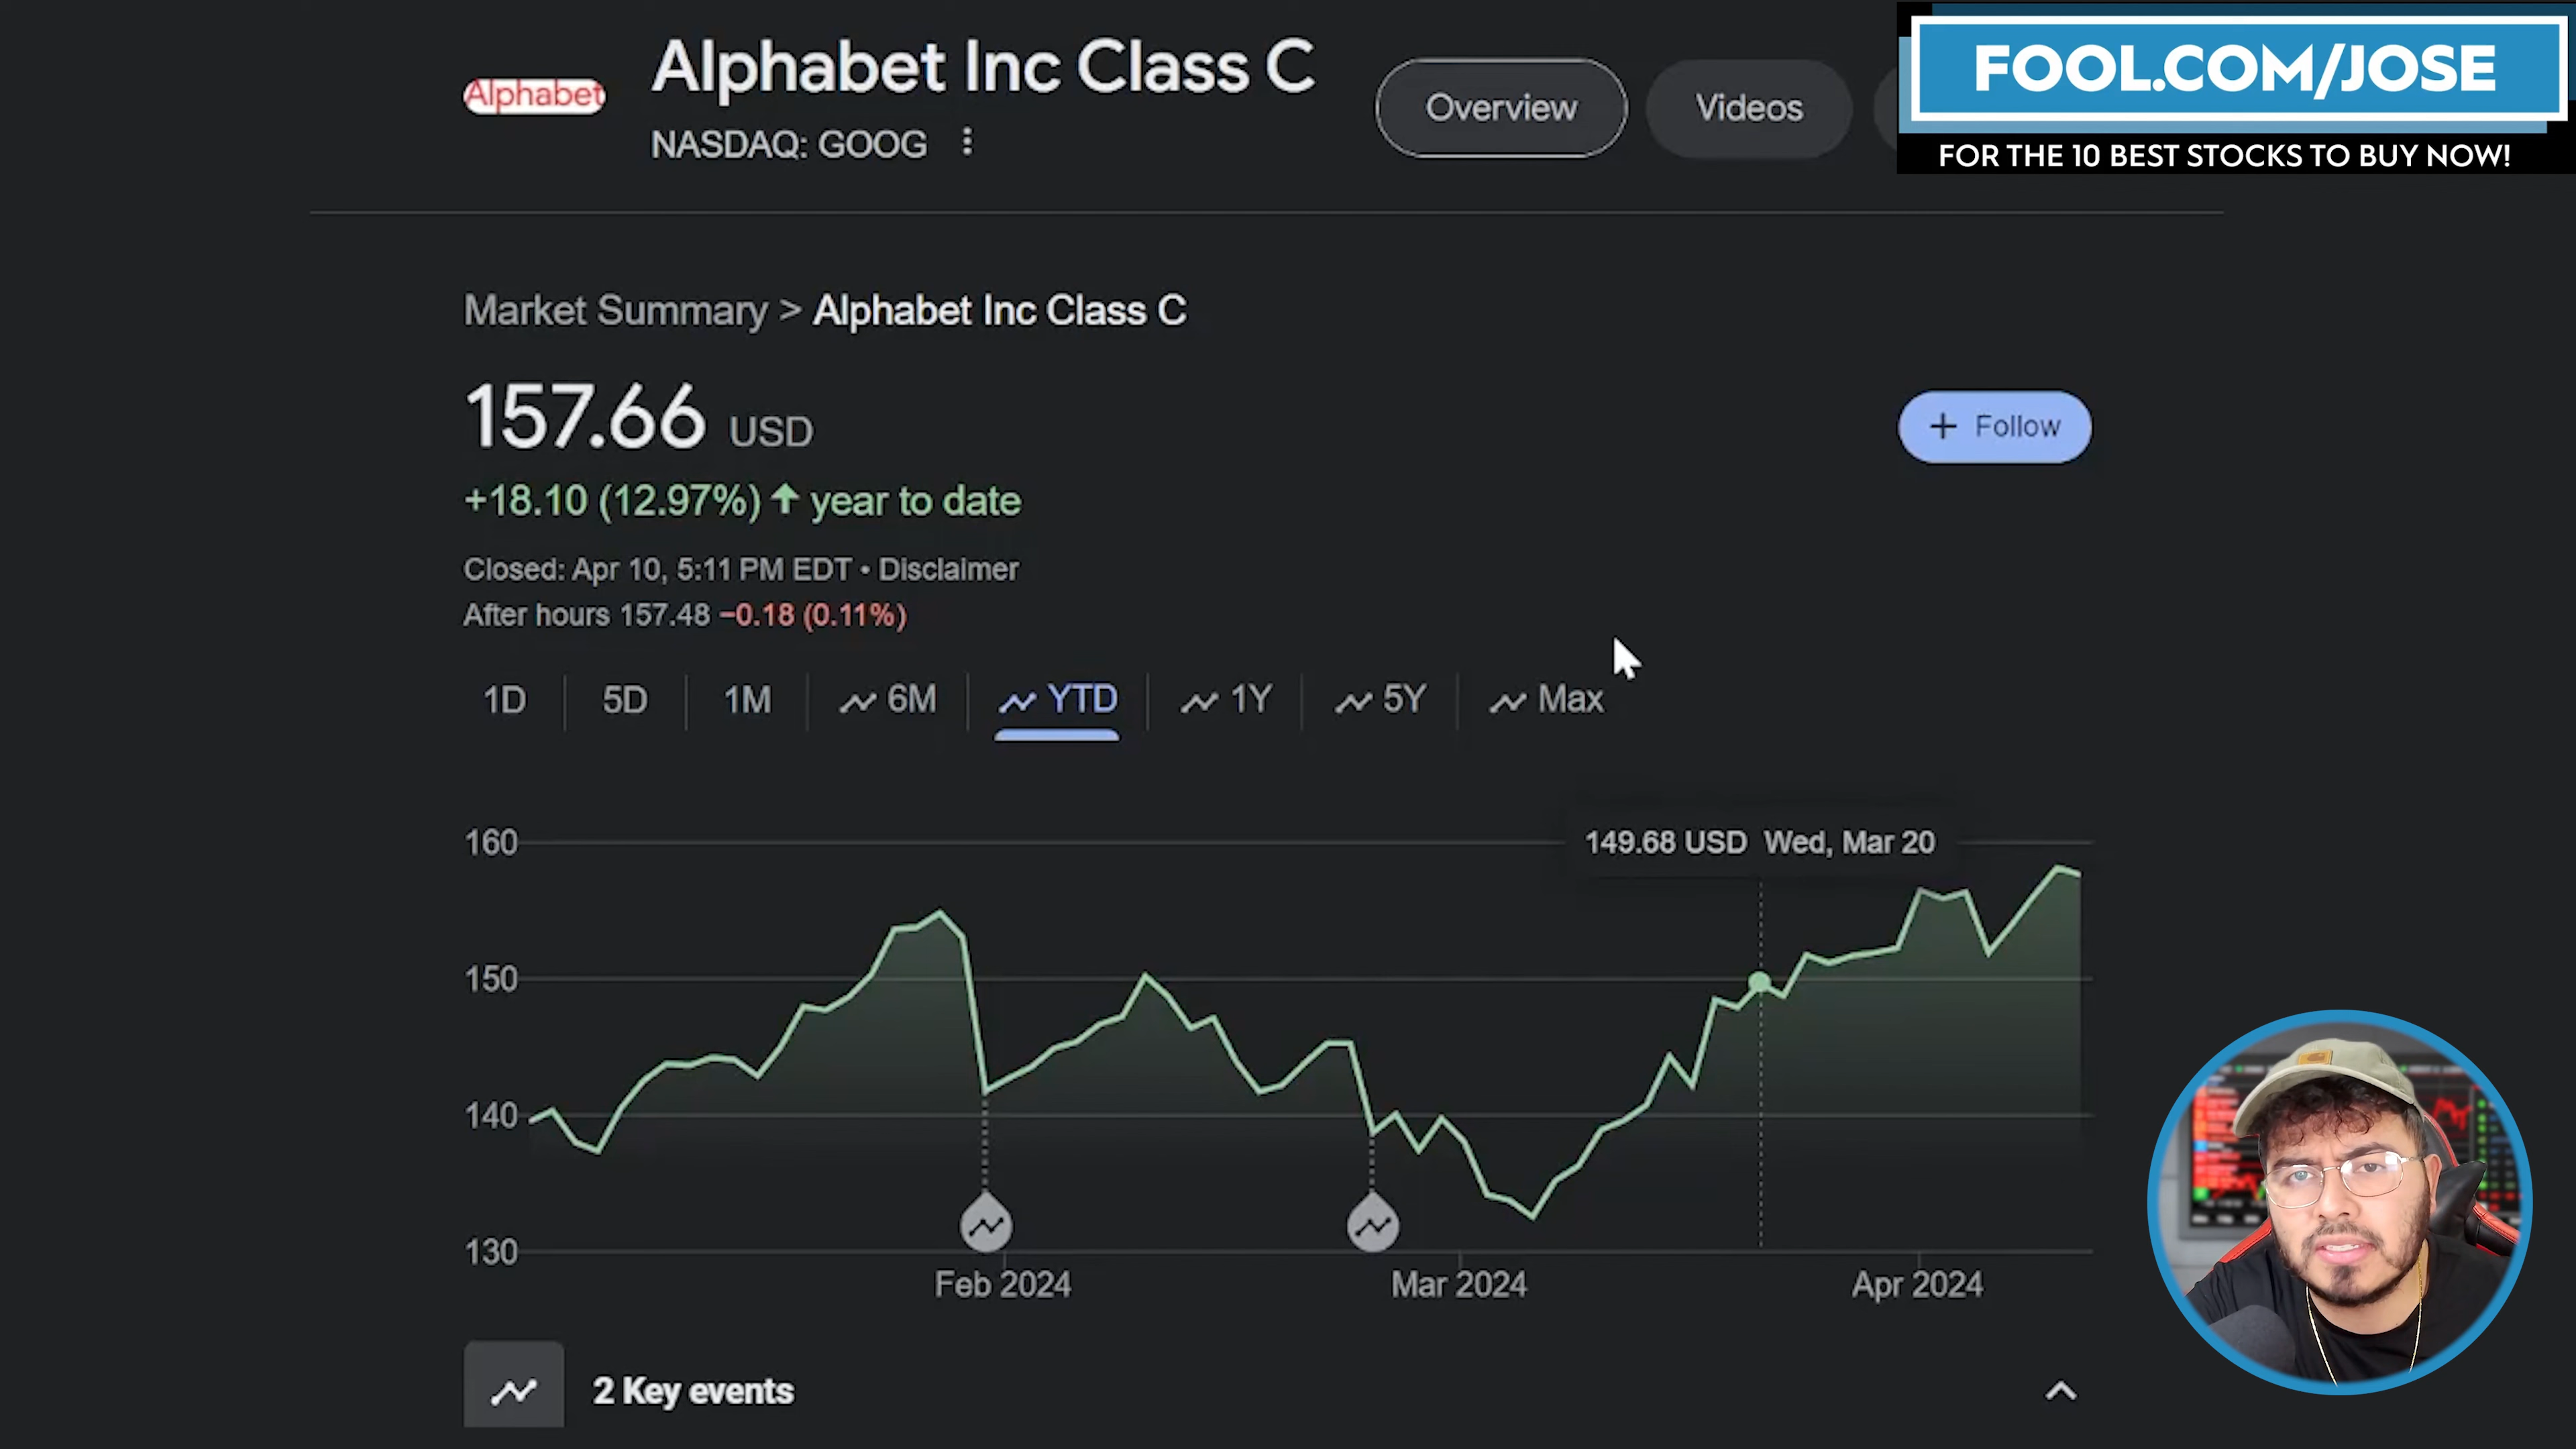 Alphabet
Alphabet Inc Class C
NASDAQ: GOOG
Overview
Videos
FOOL.COM/JOSE
FOR THE 10 BEST STOCKS TO BUY NOW!
Market Summary > Alphabet Inc Class C
157.66 USD
+ Follow
+18.10 (12.97%) ↑ year to date
Closed: Apr 10, 5:11 PM EDT • Disclaimer
After hours 157.48 −0.18 (0.11%)
1D 5D 1M 6M YTD 1Y 5Y Max
149.68 USD Wed, Mar 20
160
150
140
130
Feb 2024 Mar 2024 Apr 2024
2 Key events